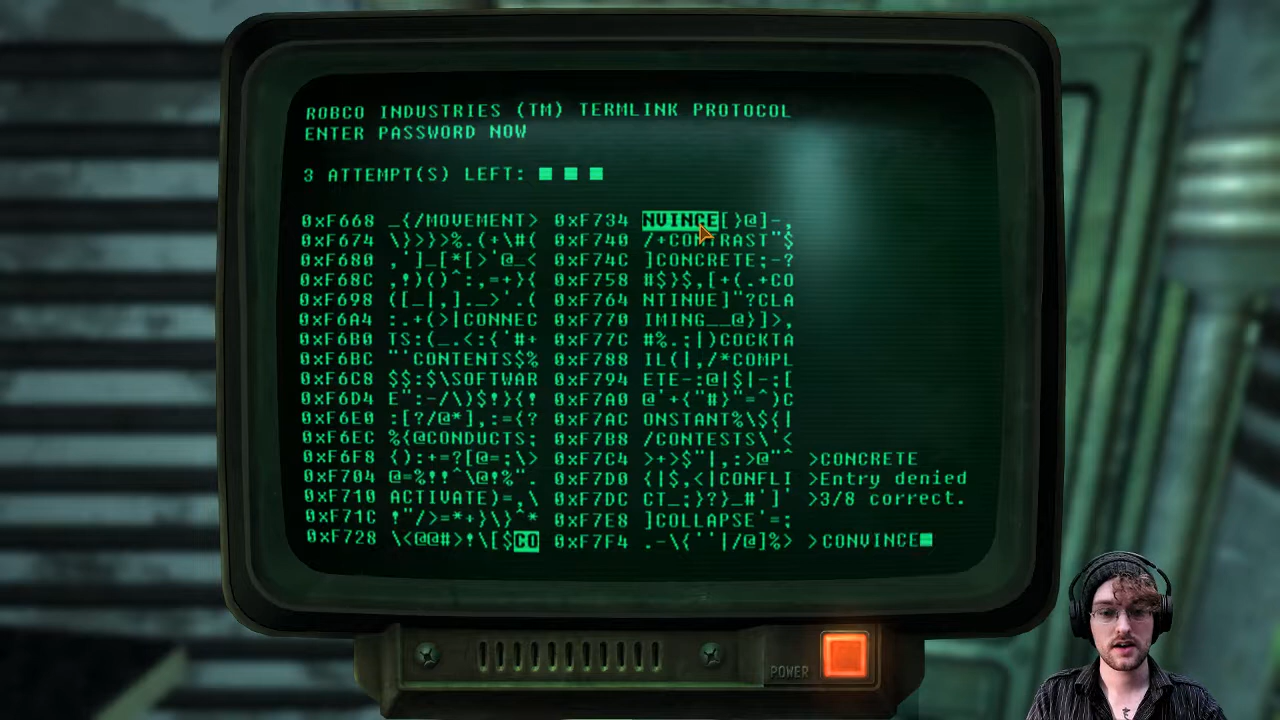 ROBCO INDUSTRIES (TM) TERMLINK PROTOCOL
ENTER PASSWORD NOW
3 ATTEMPT(S) LEFT: ■ ■ ■
0xF668 _{/MOVEMENT>
0xF674 \}>}>%.(+\#(
0xF680 ,']_[*[>'@_<
0xF68C ,!)()^:,=+}{
0xF698 ([_|,]._>'.(
0xF6A4 :.+(>|CONNEC
0xF6B0 TS:(_.<:{'#+
0xF6BC "'CONTENTS$%
0xF6C8 $$:$\SOFTWAR
0xF6D4 E":-/\)$!}{!
0xF6E0 :[?/@*],:={?
0xF6EC %{@CONDUCTS;
0xF6F8 {):+=?[@=;\>
0xF704 @=%!!^\@!%".
0xF710 ACTIVATE)=,\
0xF71C !"/>=*+}\}^*
0xF728 \<@@#>!\[$CO
0xF734 NVINCE[}@]-,
0xF740 /+CONTRAST"$
0xF74C ]CONCRETE;-?
0xF758 #$}$,[+(.+CO
0xF764 NTINUE]"?CLA
0xF770 IMING__@}]>,
0xF77C #%.;|)COCKTA
0xF788 IL(|,/*COMPL
0xF794 ETE-:@|$|-;[
0xF7A0 @'+{"#}"=^)C
0xF7AC ONSTANT%\${|
0xF7B8 /CONTESTS\'<
0xF7C4 >+>$"|,:>@"^
0xF7D0 {|$,<|CONFLI
0xF7DC CT_;}?}_#']'
0xF7E8 ]COLLAPSE'=;
0xF7F4 .-\{''|/@]%>
>CONCRETE
>Entry denied
>3/8 correct.
>CONVINCE■
POWER